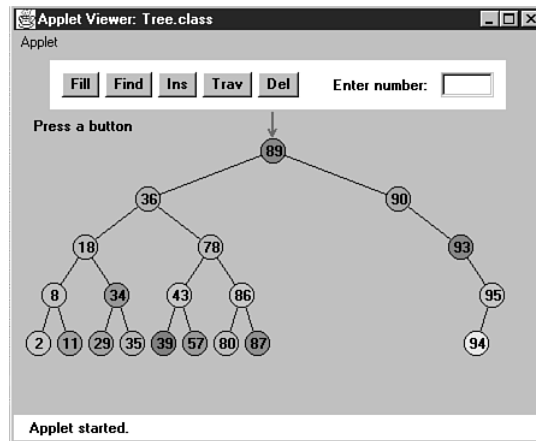 Applet Viewer: Tree.class
Applet
Fill Find Ins Trav Del Enter number:
Press a button
89
36 90
18 78 93
8 34 43 86 95
2 11 29 35 39 57 80 87 94
Applet started.